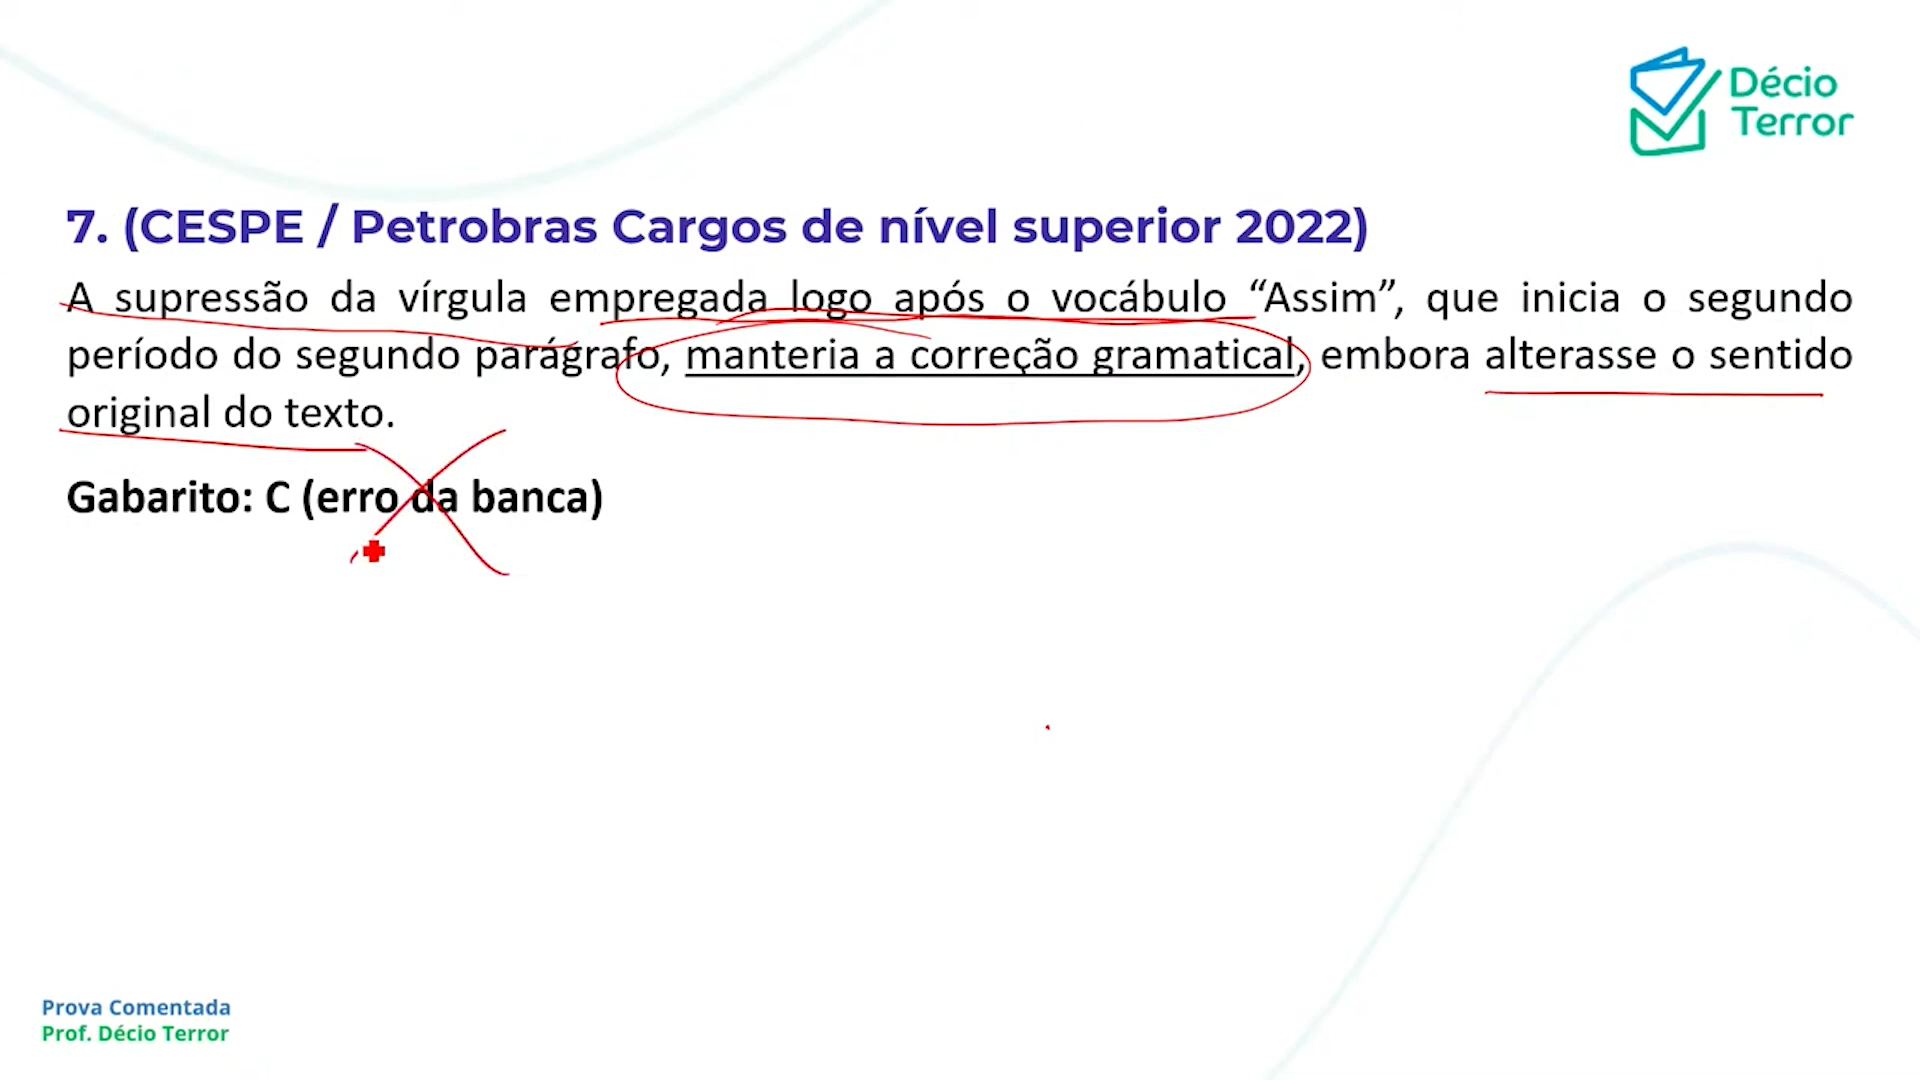 Décio
Terror
7. (CESPE / Petrobras Cargos de nível superior 2022)
A supressão da vírgula empregada logo após o vocábulo “Assim”, que inicia o segundo
período do segundo parágrafo, manteria a correção gramatical, embora alterasse o sentido
original do texto.
Gabarito: C (erro da banca)
Prova Comentada
Prof. Décio Terror